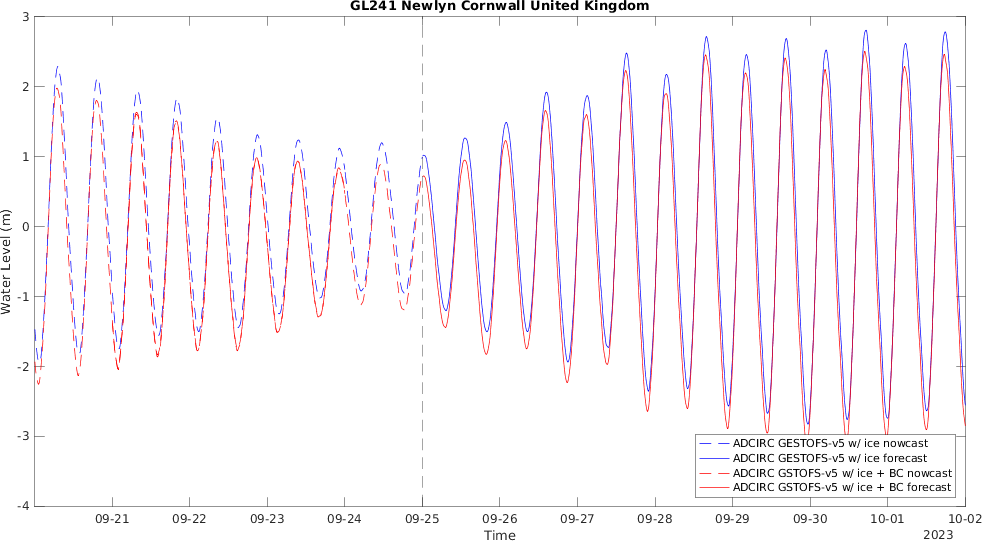 GL241 Newlyn Cornwall United Kingdom
3
2
1
0
-1
-2
-3
-4
Water Level (m)
ADCIRC GESTOFS-v5 w/ ice nowcast
ADCIRC GESTOFS-v5 w/ ice forecast
ADCIRC GSTOFS-v5 w/ ice + BC nowcast
ADCIRC GSTOFS-v5 w/ ice + BC forecast
09-21 09-22 09-23 09-24 09-25 09-26 09-27 09-28 09-29 09-30 10-01 10-02
Time
2023